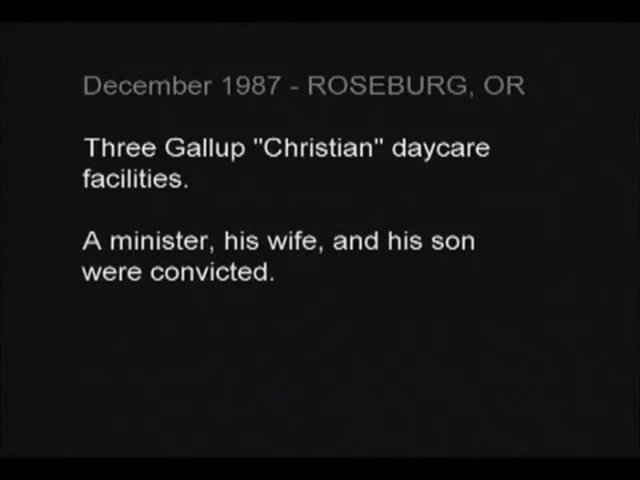 December 1987 - ROSEBURG, OR
Three Gallup "Christian" daycare
facilities.
A minister, his wife, and his son
were convicted.